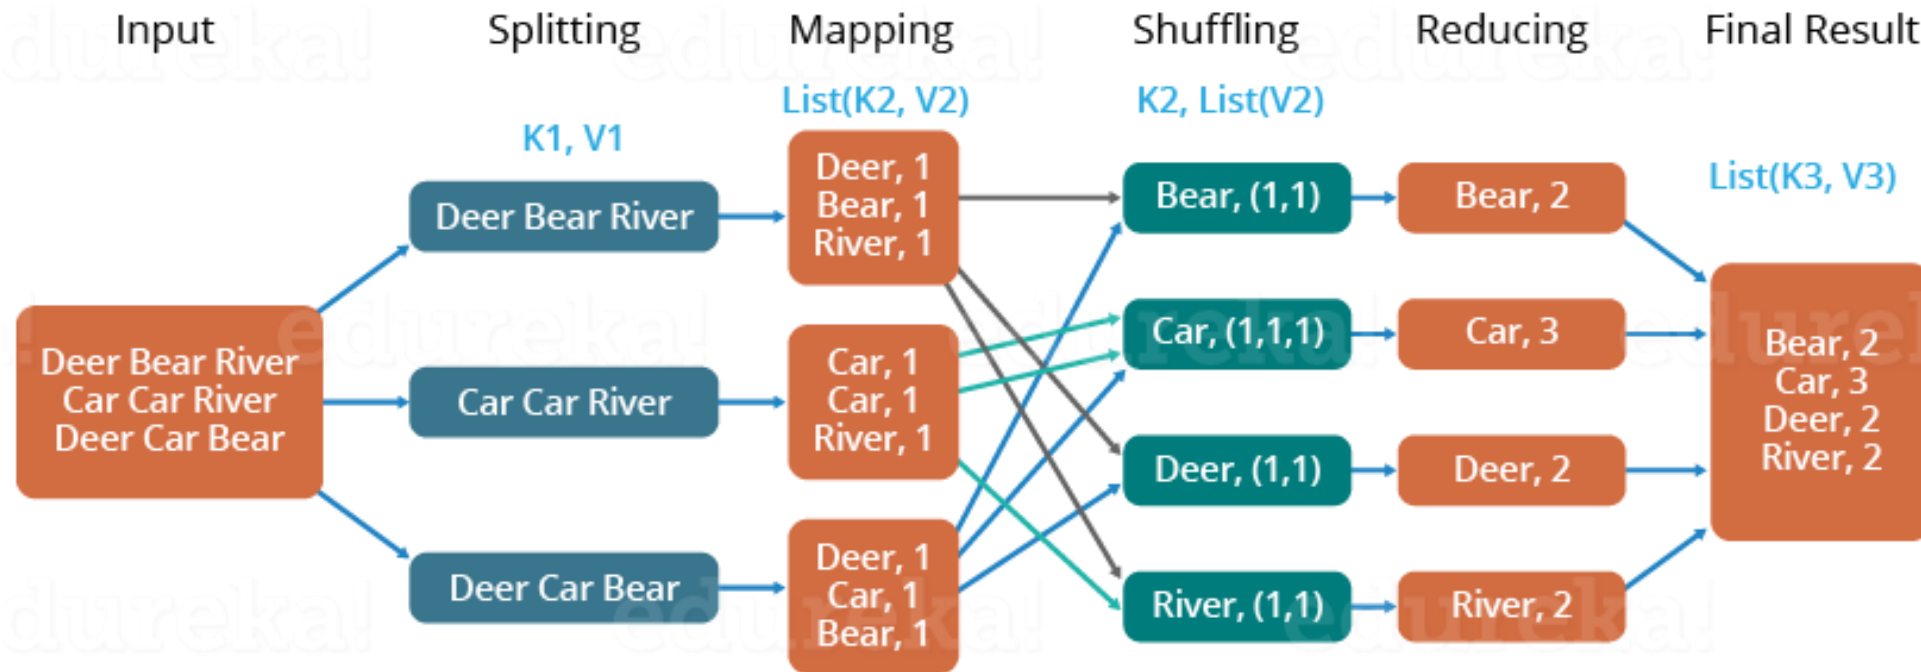 Input
Splitting
Mapping
Shuffling
Reducing
Final Result
K1, V1
List(K2, V2)
K2, List(V2)
List(K3, V3)
Deer Bear River
Car Car River
Deer Car Bear
Deer Bear River
Car Car River
Deer Car Bear
Deer, 1
Bear, 1
River, 1
Car, 1
Car, 1
River, 1
Deer, 1
Car, 1
Bear, 1
Bear, (1,1)
Car, (1,1,1)
Deer, (1,1)
River, (1,1)
Bear, 2
Car, 3
Deer, 2
River, 2
Bear, 2
Car, 3
Deer, 2
River, 2
edureka!